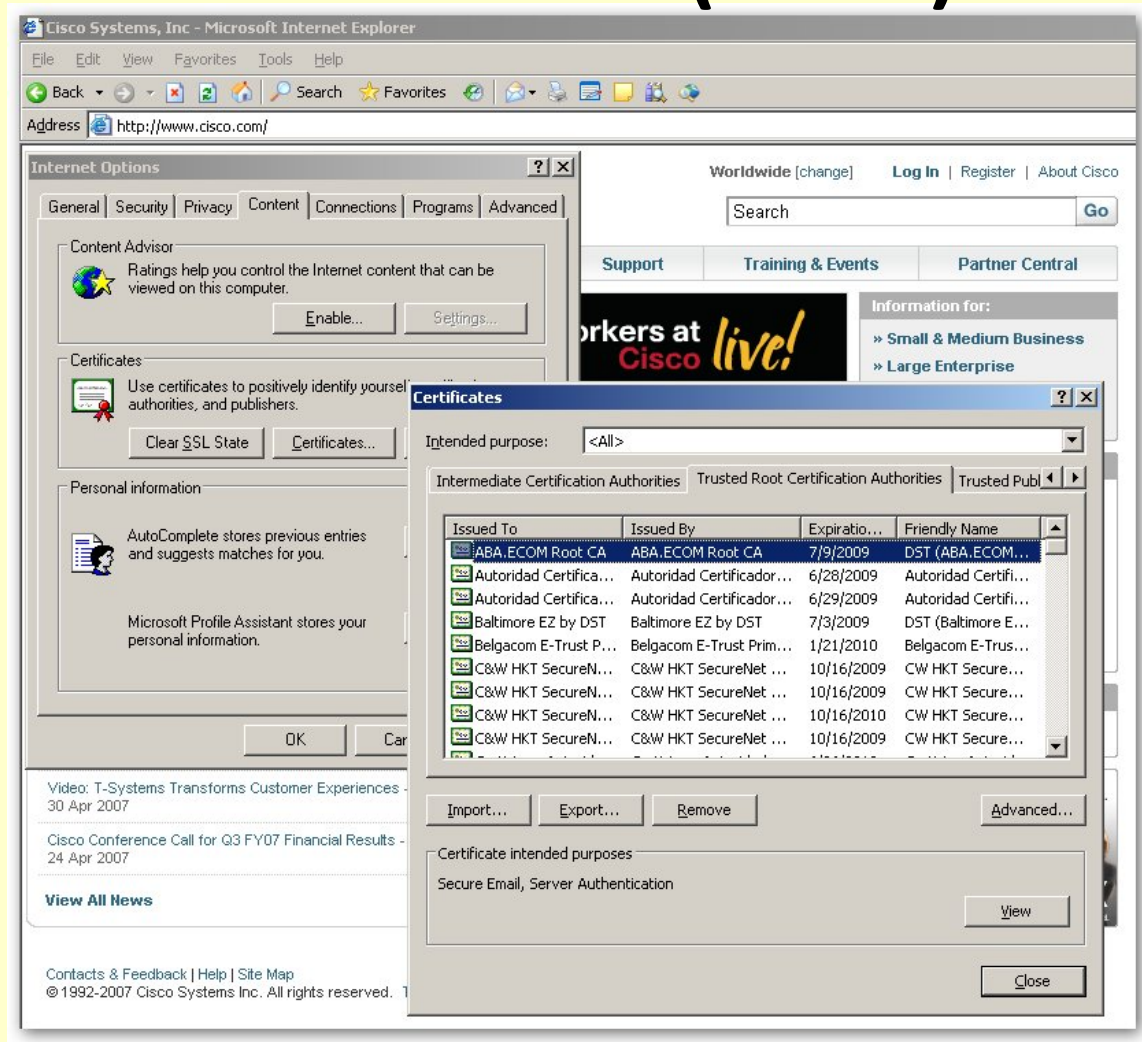 Cisco Systems, Inc - Microsoft Internet Explorer
File Edit View Favorites Tools Help
Back Search Favorites
Address http://www.cisco.com/
Worldwide [change] Log In | Register | About Cisco
Search Go
Support Training & Events Partner Central
Information for:
» Small & Medium Business
» Large Enterprise
at
Cisco live!
Internet Options
General Security Privacy Content Connections Programs Advanced
Content Advisor
Ratings help you control the Internet content that can be
viewed on this computer.
Enable... Settings...
Certificates
Use certificates to positively identify
authorities, and publishers.
Clear SSL State Certificates...
Personal information
AutoComplete stores previous entries
and suggests matches for you.
Microsoft Profile Assistant stores your
personal information.
OK
Certificates
Intended purpose: <All>
Intermediate Certification Authorities Trusted Root Certification Authorities Trusted Publ
Issued To Issued By Expiratio... Friendly Name
ABA.ECOM Root CA ABA.ECOM Root CA 7/9/2009 DST (ABA.ECOM...
Autoridad Certifica... Autoridad Certificador... 6/28/2009 Autoridad Certifi...
Autoridad Certifica... Autoridad Certificador... 6/29/2009 Autoridad Certifi...
Baltimore EZ by DST Baltimore EZ by DST 7/3/2009 DST (Baltimore E...
Belgacom E-Trust P... Belgacom E-Trust Prim... 1/21/2010 Belgacom E-Trus...
C&W HKT SecureN... C&W HKT SecureNet ... 10/16/2009 CW HKT Secure...
C&W HKT SecureN... C&W HKT SecureNet ... 10/16/2009 CW HKT Secure...
C&W HKT SecureN... C&W HKT SecureNet ... 10/16/2010 CW HKT Secure...
C&W HKT SecureN... C&W HKT SecureNet ... 10/16/2009 CW HKT Secure...
Import... Export... Remove Advanced...
Certificate intended purposes
Secure Email, Server Authentication
View
Close
Video: T-Systems Transforms Customer Experiences -
30 Apr 2007
Cisco Conference Call for Q3 FY07 Financial Results -
24 Apr 2007
View All News
Contacts & Feedback | Help | Site Map
© 1992-2007 Cisco Systems Inc. All rights reserved.